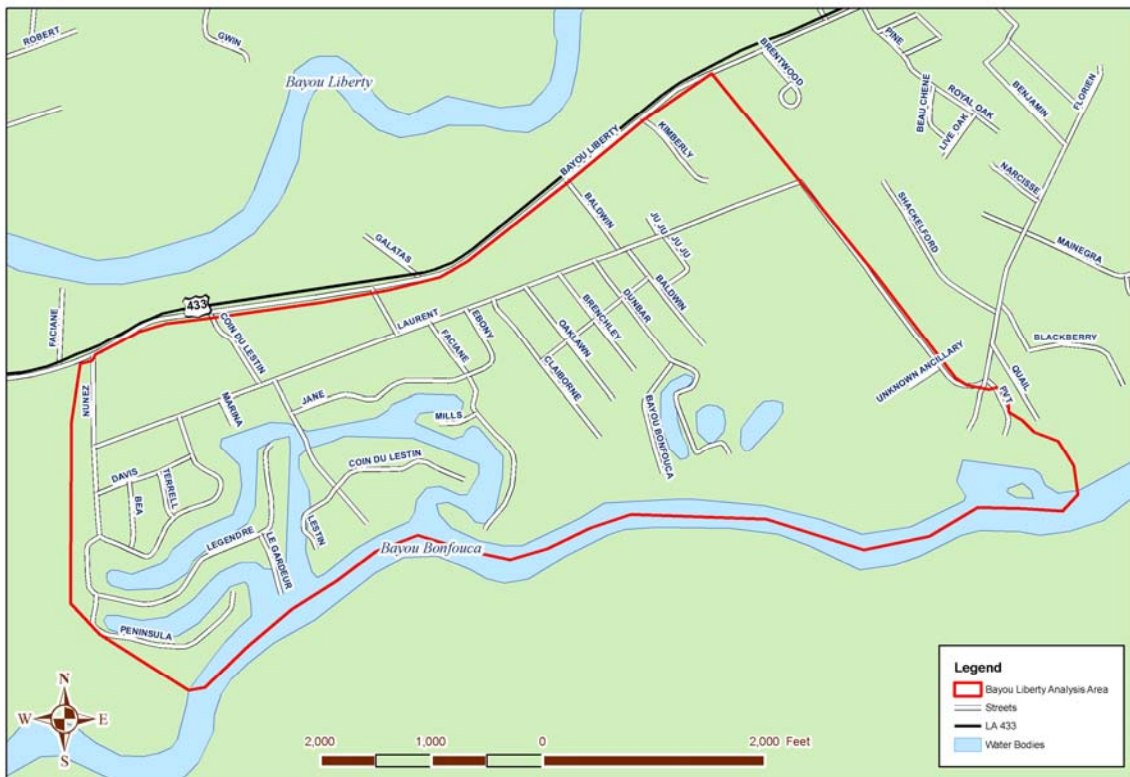 ROBERT
GWIN
Bayou Liberty
BRENTWOOD
PINE
BEAU CHENE
ROYAL OAK
LIVE OAK
BENJAMIN
FLORIEN
NARCISSE
MAINEGRA
SHACKELFORD
BLACKBERRY
QUAIL
PVT
UNKNOWN ANCILLARY
BAYOU LIBERTY
KIMBERLY
BALDWIN
JU JU
JU JU
GALATAS
433
FACIANE
COIN DU LESTIN
LAURENT
FACIANE
EBONY
CLAIBORNE
OAKLAWN
BRENCHLEY
DUNBAR
BALDWIN
NUNEZ
MARINA
JANE
MILLS
BAYOU BONFOUCA
DAVIS
BEA
TERRELL
COIN DU LESTIN
LEGENDRE
LE GARDEUR
LESTIN
Bayou Bonfouca
PENINSULA
N
W
E
S
2,000
1,000
0
2,000 Feet
Legend
Bayou Liberty Analysis Area
Streets
LA 433
Water Bodies